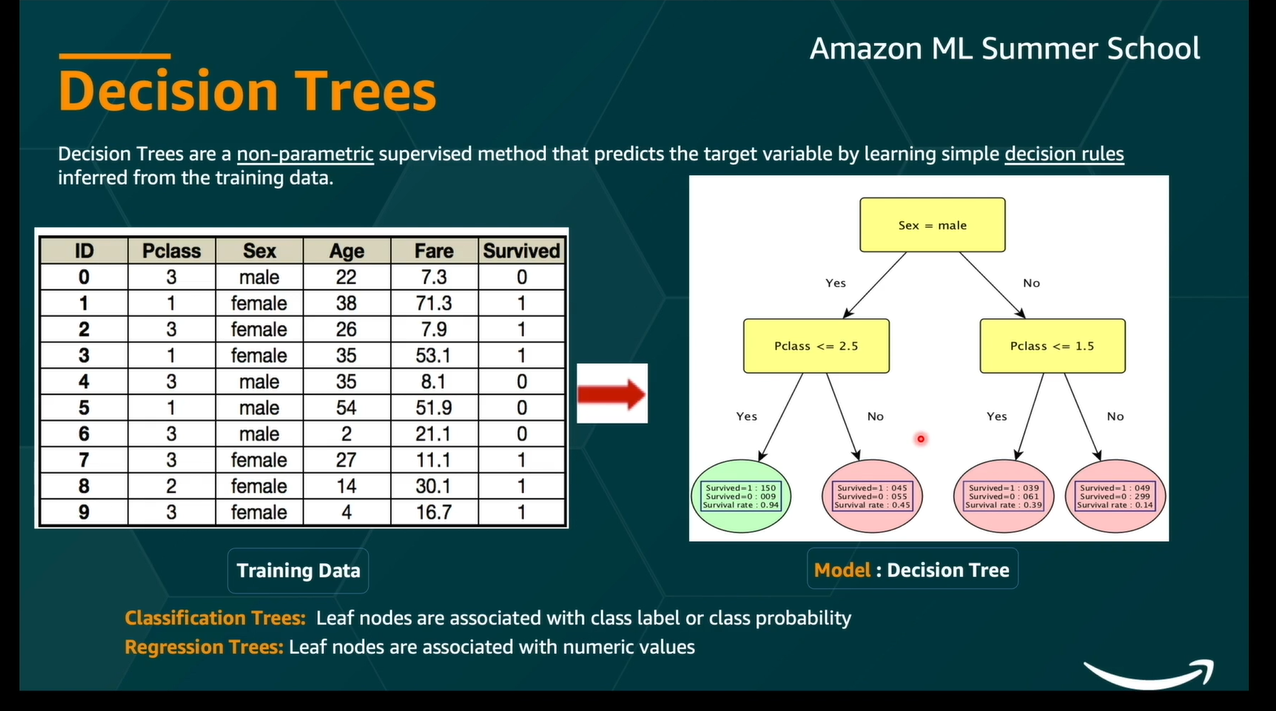 Amazon ML Summer School
Decision Trees
Decision Trees are a non-parametric supervised method that predicts the target variable by learning simple decision rules
inferred from the training data.
ID Pclass Sex Age Fare Survived
0 3 male 22 7.3 0
1 1 female 38 71.3 1
2 3 female 26 7.9 1
3 1 female 35 53.1 1
4 3 male 35 8.1 0
5 1 male 54 51.9 0
6 3 male 2 21.1 0
7 3 female 27 11.1 1
8 2 female 14 30.1 1
9 3 female 4 16.7 1
Sex = male
Yes
No
Pclass <= 2.5
Pclass <= 1.5
Yes
No
Yes
No
Survived=1 : 150
Survived=0 : 009
Survival rate : 0.94
Survived=1 : 045
Survived=0 : 055
Survival rate : 0.45
Survived=1 : 039
Survived=0 : 061
Survival rate : 0.39
Survived=1 : 049
Survived=0 : 299
Survival rate : 0.14
Training Data
Model : Decision Tree
Classification Trees: Leaf nodes are associated with class label or class probability
Regression Trees: Leaf nodes are associated with numeric values